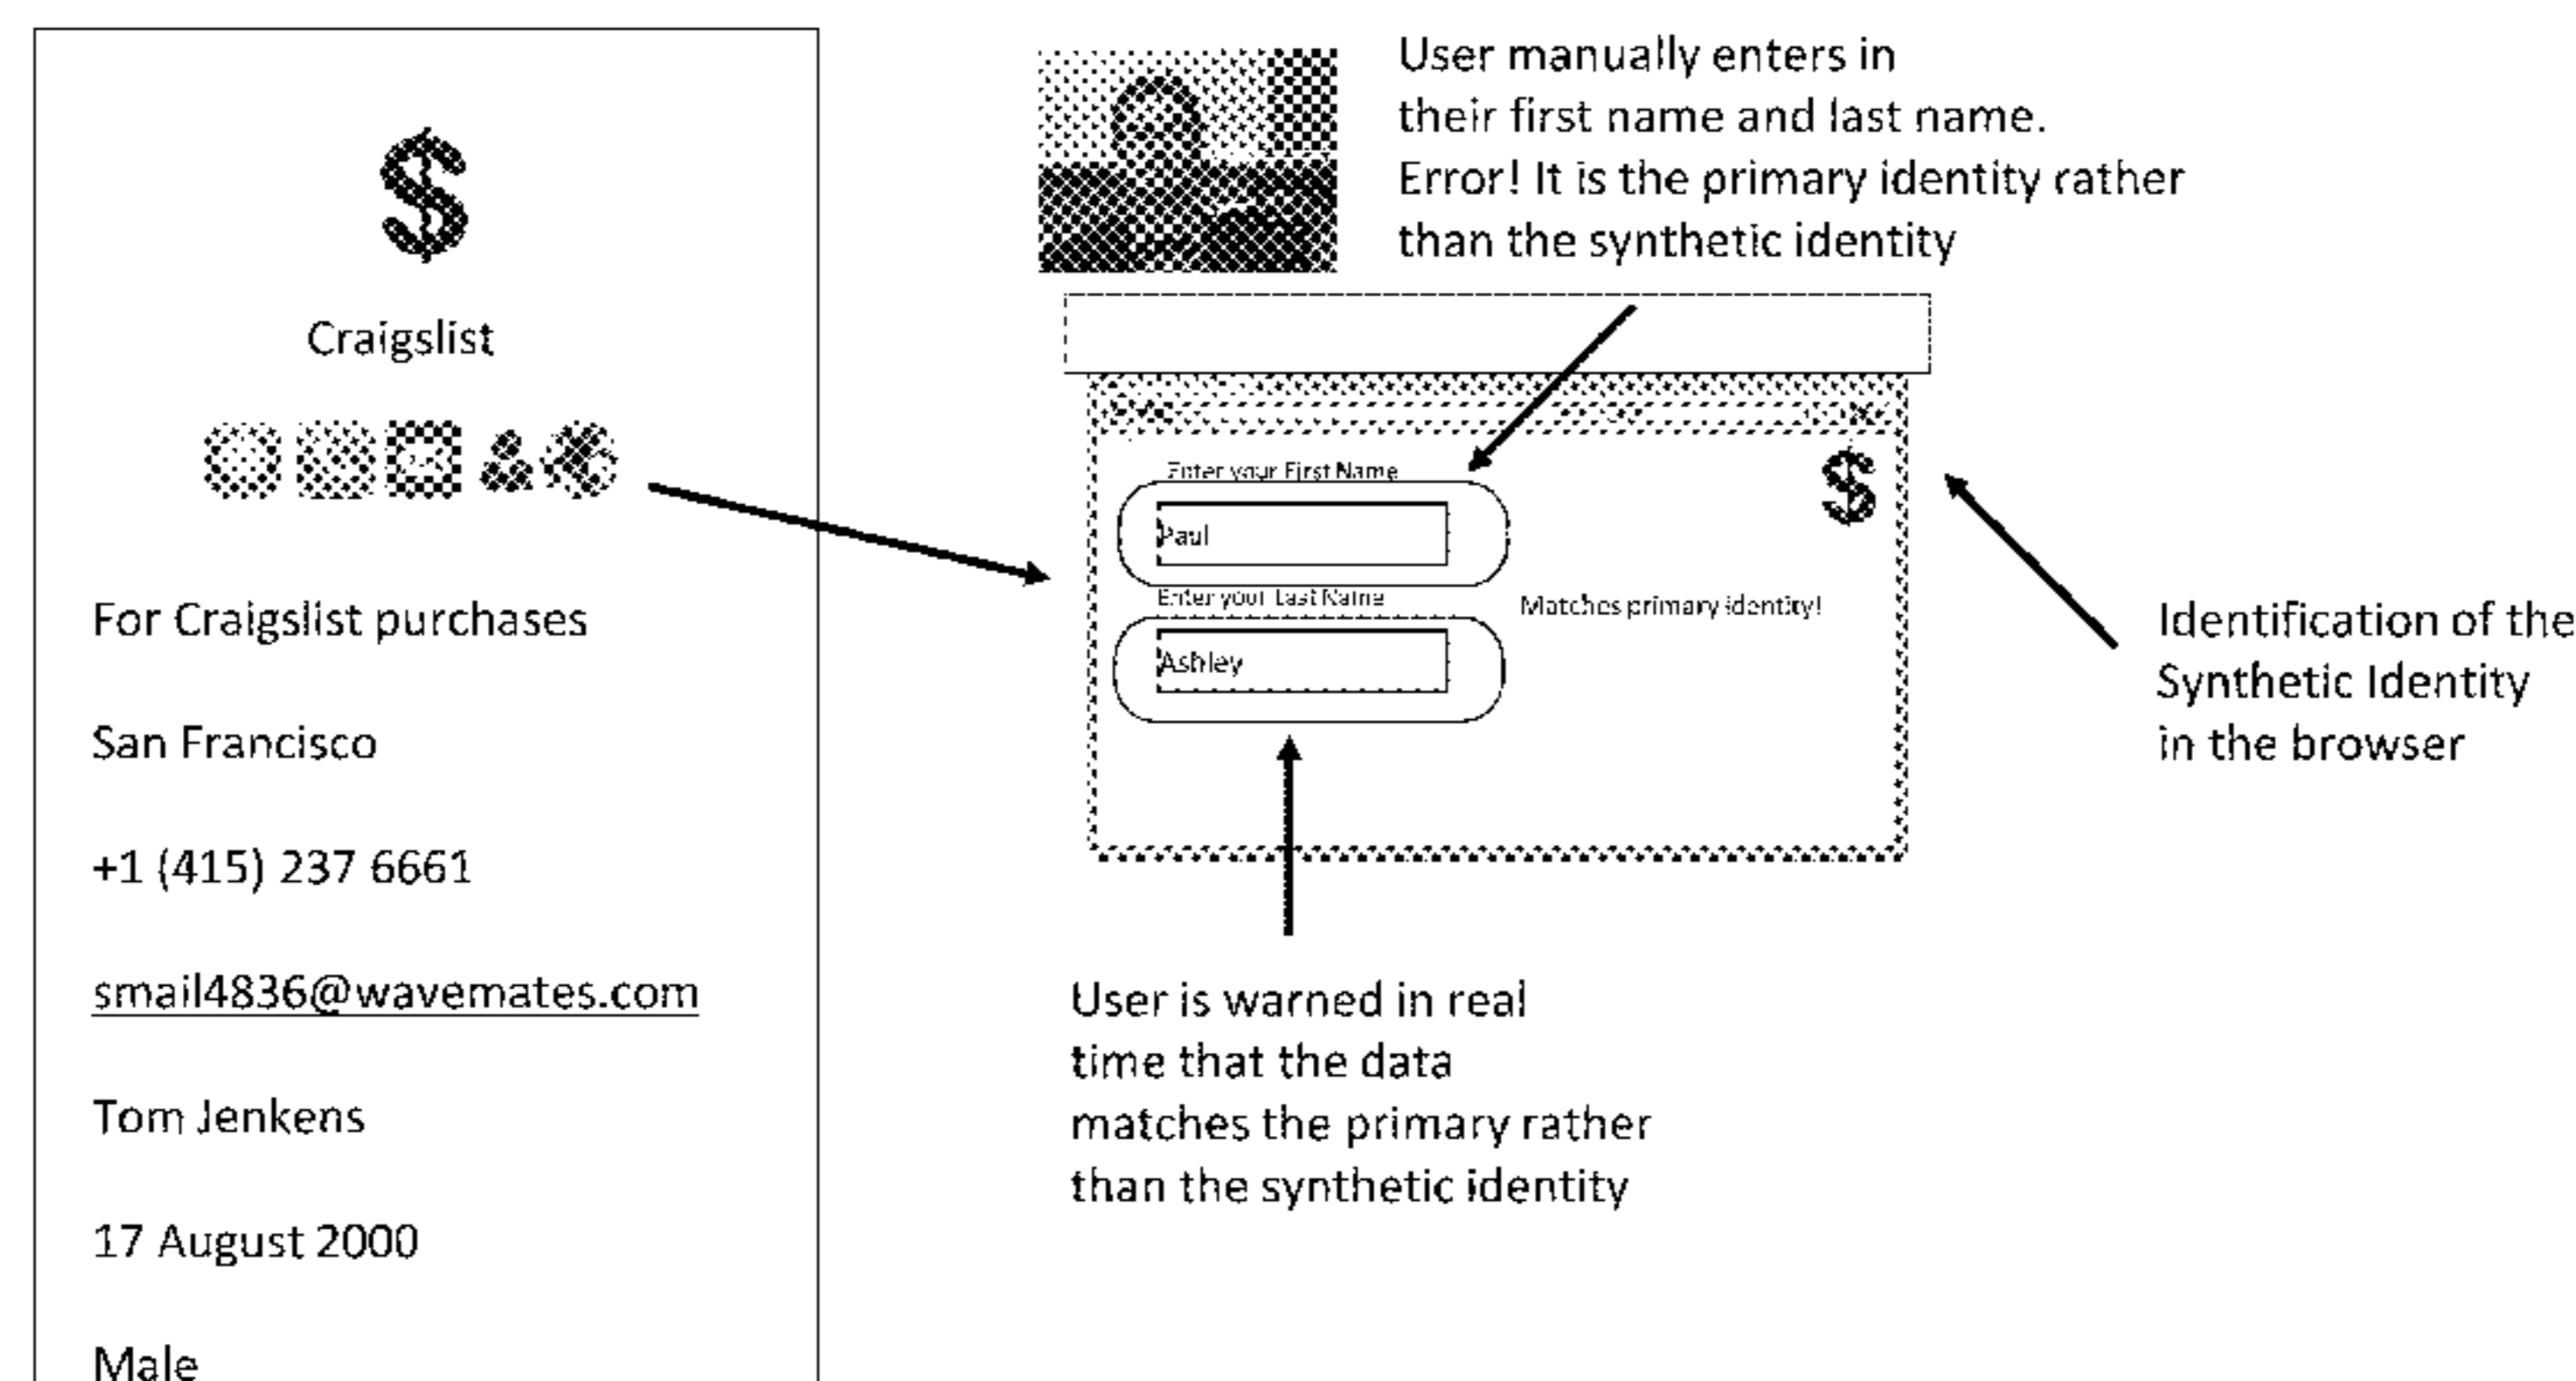 $
Craigslist
For Craigslist purchases
San Francisco
+1 (415) 237 6661
smail4836@wavemates.com
Tom Jenkens
17 August 2000
Male
User manually enters in
their first name and last name.
Error! It is the primary identity rather
than the synthetic identity
$
Enter your First Name
Paul
Enter your Last Name
Matches primary identity!
Ashley
Identification of the
Synthetic Identity
in the browser
User is warned in real
time that the data
matches the primary rather
than the synthetic identity